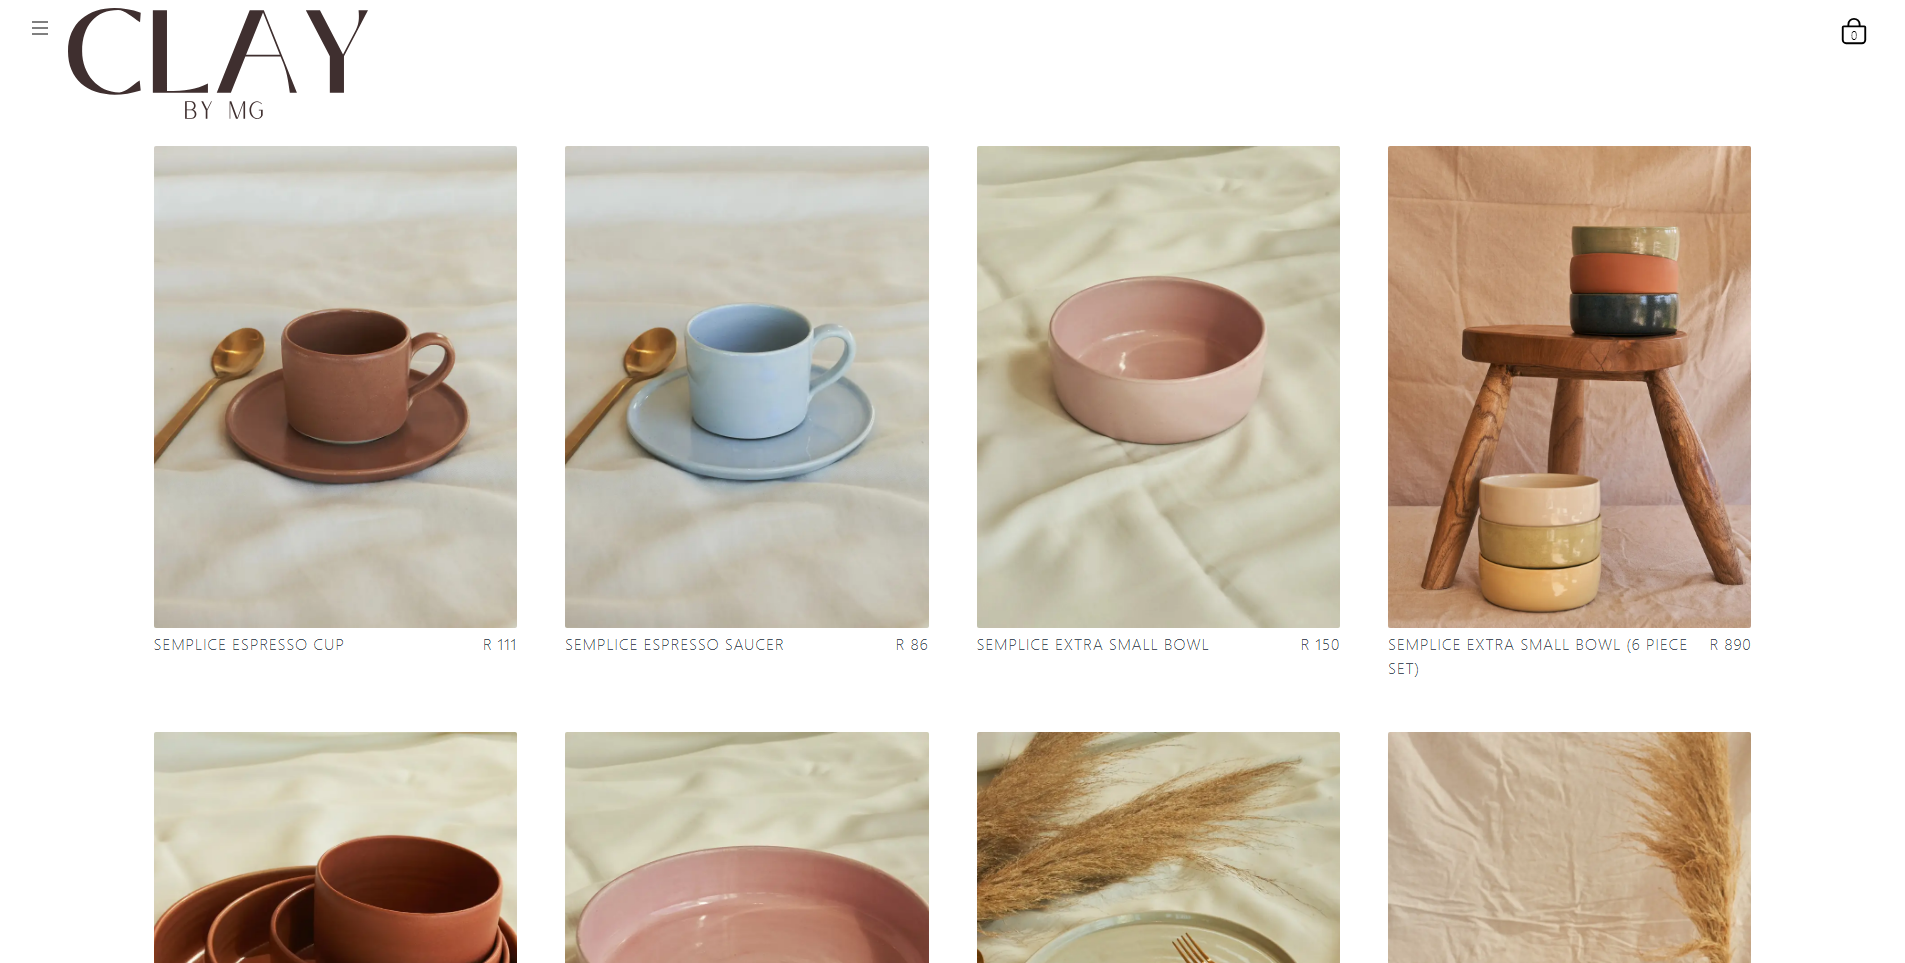 CLAY
BY MG
0
SEMPLICE ESPRESSO CUP R 111
SEMPLICE ESPRESSO SAUCER R 86
SEMPLICE EXTRA SMALL BOWL R 150
SEMPLICE EXTRA SMALL BOWL (6 PIECE R 890
SET)